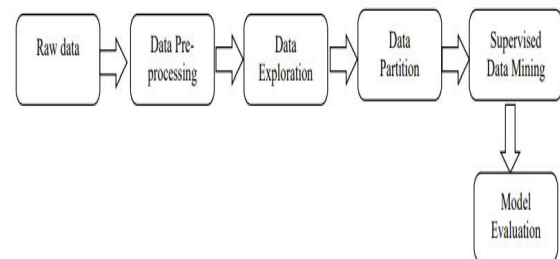 Raw data
Data Pre-
processing
Data
Exploration
Data
Partition
Supervised
Data Mining
Model
Evaluation